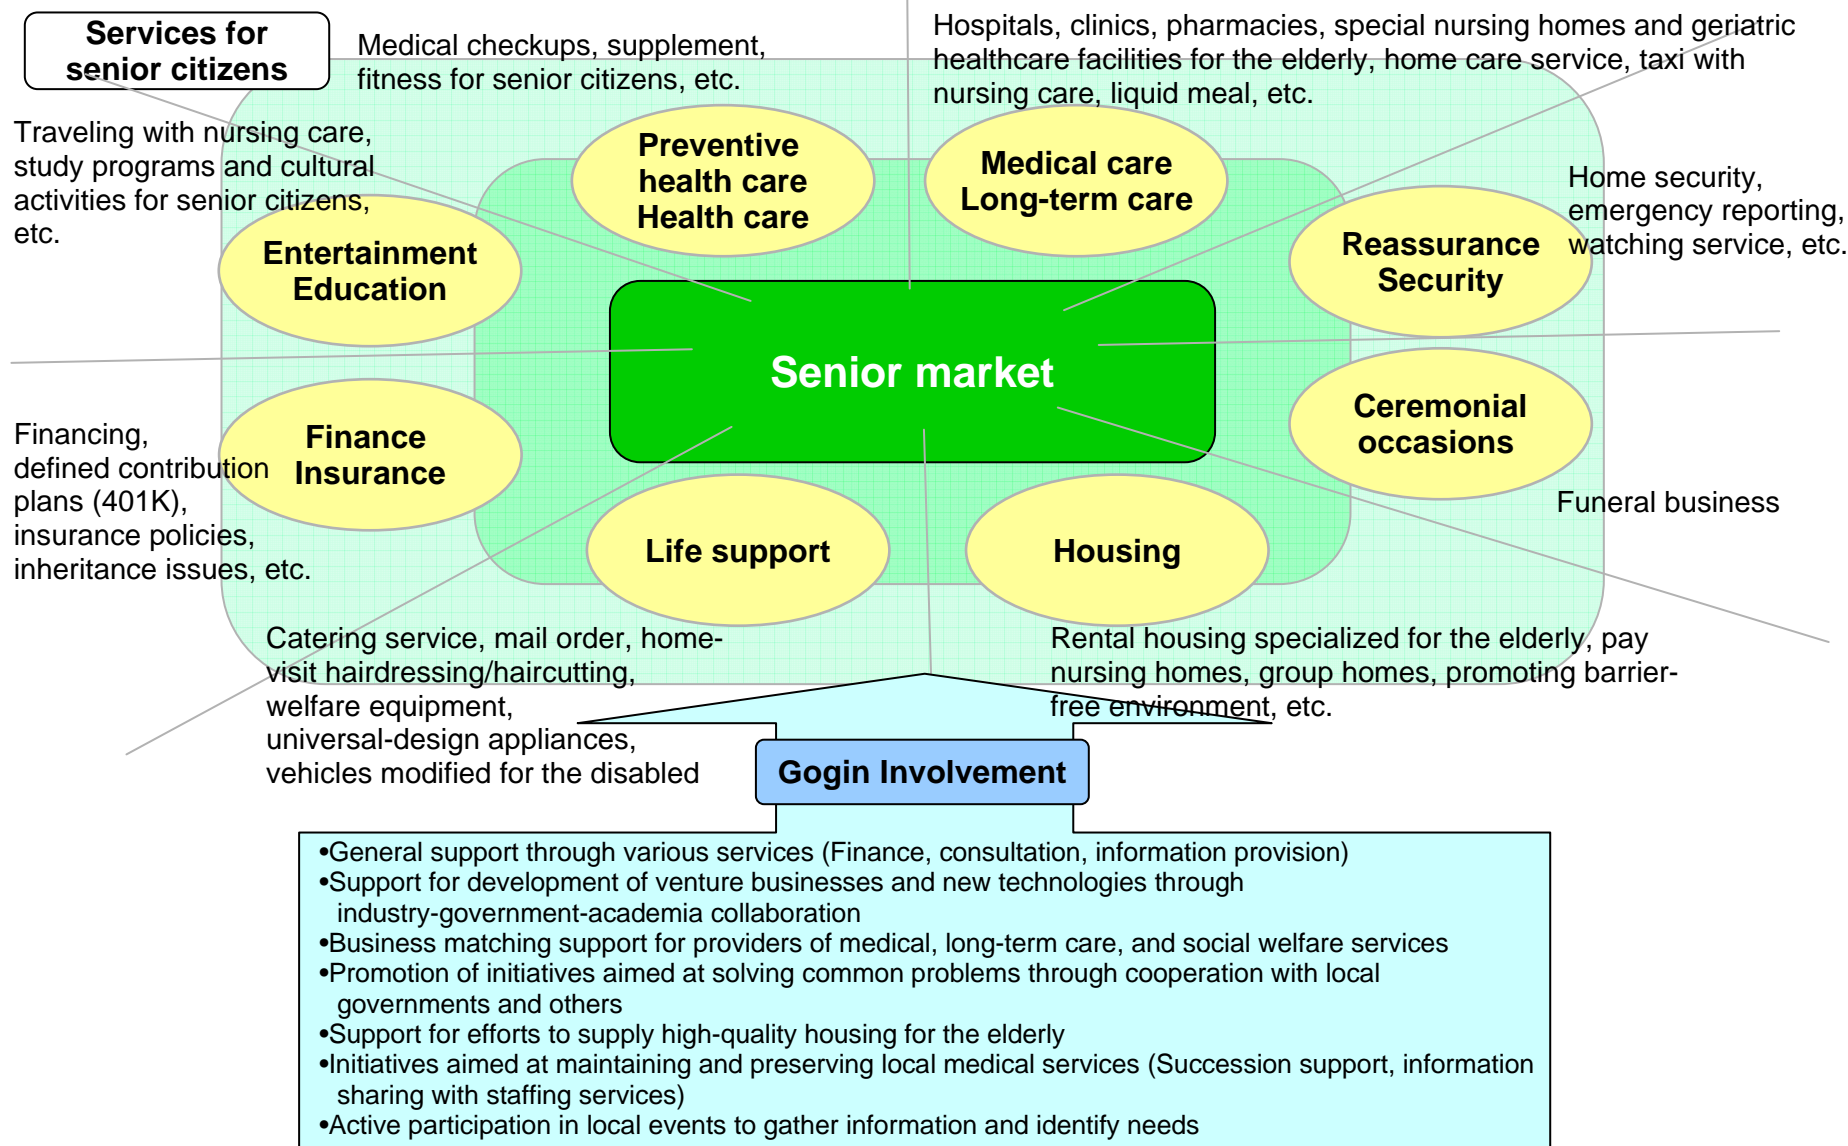 Services for
senior citizens
Medical checkups, supplement,
fitness for senior citizens, etc.
Hospitals, clinics, pharmacies, special nursing homes and geriatric
healthcare facilities for the elderly, home care service, taxi with
nursing care, liquid meal, etc.
Traveling with nursing care,
study programs and cultural
activities for senior citizens,
etc.
Preventive
health care
Health care
Medical care
Long-term care
Home security,
emergency reporting,
watching service, etc.
Entertainment
Education
Reassurance
Security
Senior market
Finance
Insurance
Ceremonial
occasions
Financing,
defined contribution
plans (401K),
insurance policies,
inheritance issues, etc.
Funeral business
Life support
Housing
Catering service, mail order, home-
visit hairdressing/haircutting,
welfare equipment,
universal-design appliances,
vehicles modified for the disabled
Rental housing specialized for the elderly, pay
nursing homes, group homes, promoting barrier-
free environment, etc.
Gogin Involvement
•General support through various services (Finance, consultation, information provision)
•Support for development of venture businesses and new technologies through
industry-government-academia collaboration
•Business matching support for providers of medical, long-term care, and social welfare services
•Promotion of initiatives aimed at solving common problems through cooperation with local
governments and others
•Support for efforts to supply high-quality housing for the elderly
•Initiatives aimed at maintaining and preserving local medical services (Succession support, information
sharing with staffing services)
•Active participation in local events to gather information and identify needs